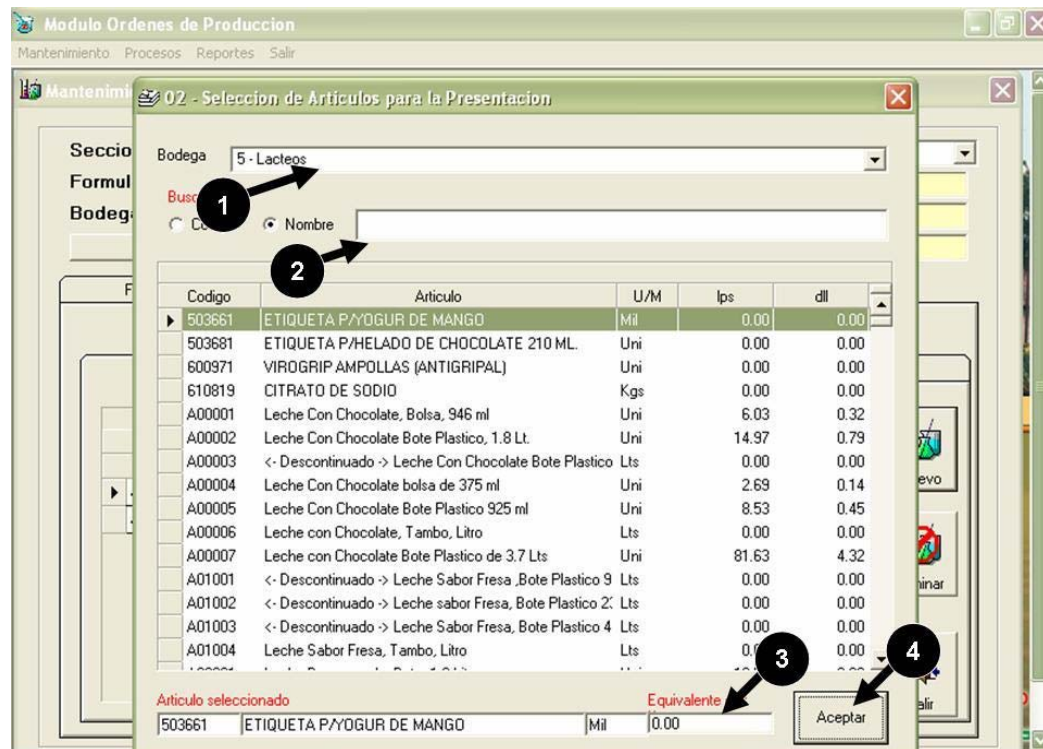 Modulo Ordenes de Produccion
Mantenimiento Procesos Reportes Salir
02 - Seleccion de Articulos para la Presentacion
Bodega 5 - Lacteos
1
Nombre
2
Codigo Articulo U/M lps dll
503661 ETIQUETA P/YOGUR DE MANGO Mil 0.00 0.00
503681 ETIQUETA P/HELADO DE CHOCOLATE 210 ML. Uni 0.00 0.00
600971 VIROGRIP AMPOLLAS (ANTIGRIPAL) Uni 0.00 0.00
610819 CITRATO DE SODIO Kgs 0.00 0.00
A00001 Leche Con Chocolate, Bolsa, 946 ml Uni 6.03 0.32
A00002 Leche Con Chocolate Bote Plastico, 1.8 Lt. Uni 14.97 0.79
A00003 <- Descontinuado -> Leche Con Chocolate Bote Plastico Lts 0.00 0.00
A00004 Leche Con Chocolate bolsa de 375 ml Uni 2.69 0.14
A00005 Leche Con Chocolate Bote Plastico 925 ml Uni 8.53 0.45
A00006 Leche con Chocolate, Tambo, Litro Lts 0.00 0.00
A00007 Leche con Chocolate Bote Plastico de 3.7 Lts Uni 81.63 4.32
A01001 <- Descontinuado -> Leche Sabor Fresa ,Bote Plastico 9 Lts 0.00 0.00
A01002 <- Descontinuado -> Leche sabor Fresa, Bote Plastico 2 Lts 0.00 0.00
A01003 <- Descontinuado -> Leche Sabor Fresa, Bote Plastico 4 Lts 0.00 0.00
A01004 Leche Sabor Fresa, Tambo, Litro Lts 0.00
3
4
Articulo seleccionado Equivalente
503661 ETIQUETA P/YOGUR DE MANGO Mil 0.00 Aceptar